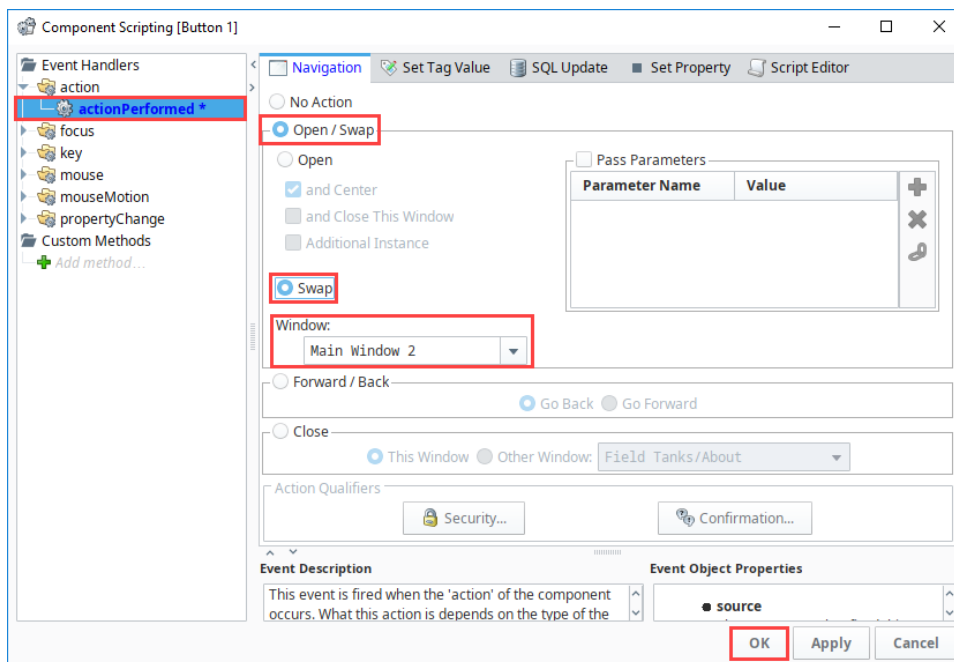 Component Scripting [Button 1]
Event Handlers
action
actionPerformed *
focus
key
mouse
mouseMotion
propertyChange
Custom Methods
Add method...
Navigation
Set Tag Value
SQL Update
Set Property
Script Editor
No Action
Open / Swap
Open
and Center
and Close This Window
Additional Instance
Pass Parameters
Parameter Name Value
Swap
Window:
Main Window 2
Forward / Back
Go Back Go Forward
Close
This Window Other Window: Field Tanks/About
Action Qualifiers
Security... Confirmation...
Event Description
This event is fired when the 'action' of the component
occurs. What this action is depends on the type of the
Event Object Properties
source
OK Apply Cancel